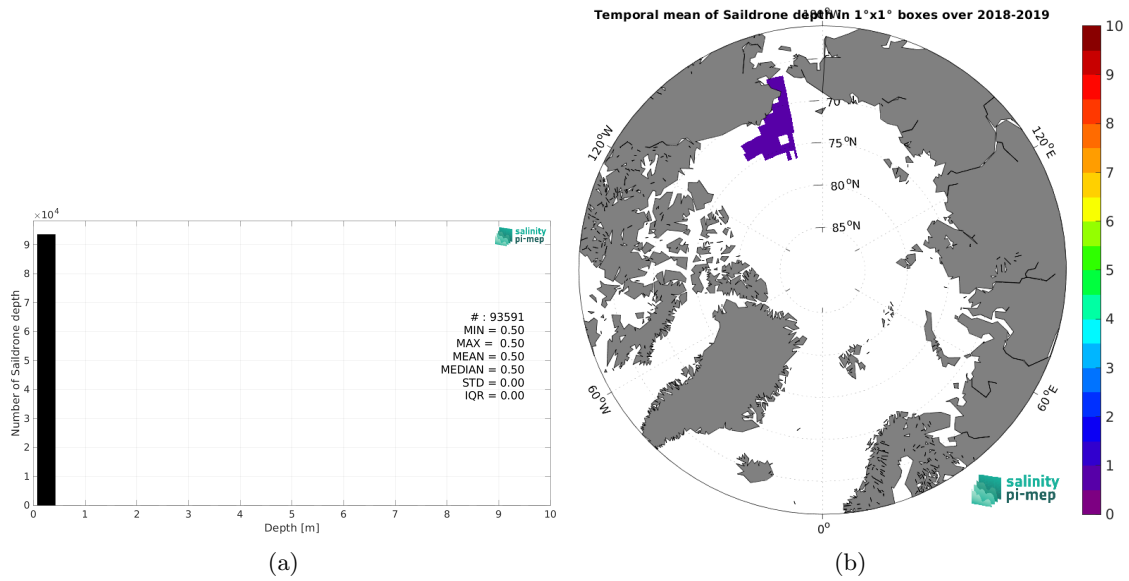 ×10⁴
9
8
7
6
5
4
3
2
1
0
Number of Saildrone depth
salinity
pi-mep
# : 93591
MIN = 0.50
MAX = 0.50
MEAN = 0.50
MEDIAN = 0.50
STD = 0.00
IQR = 0.00
0 1 2 3 4 5 6 7 8 9 10
Depth [m]
(a)
Temporal mean of Saildrone depth in 1°x1° boxes over 2018-2019
180°W
120°W
120°E
70°N
75°N
80°N
85°N
60°W
60°E
0°
salinity
pi-mep
10
9
8
7
6
5
4
3
2
1
0
(b)